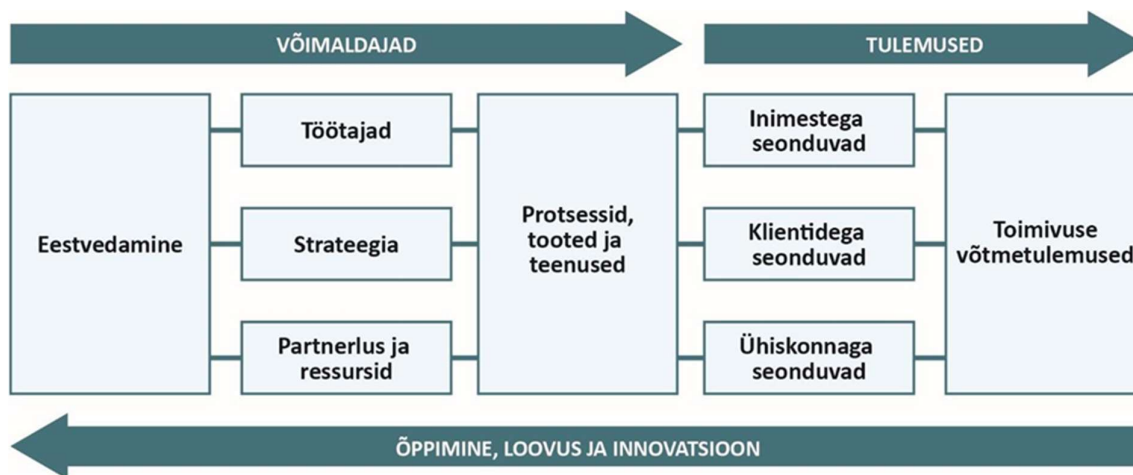 VÕIMALDAJAD
TULEMUSED
Eestvedamine
Töötajad
Strateegia
Partnerlus ja
ressursid
Protsessid,
tooted ja
teenused
Inimestega
seonduvad
Klientidega
seonduvad
Ühiskonnaga
seonduvad
Toimivuse
võtmetulemused
ÕPPIMINE, LOOVUS JA INNOVATSIOON